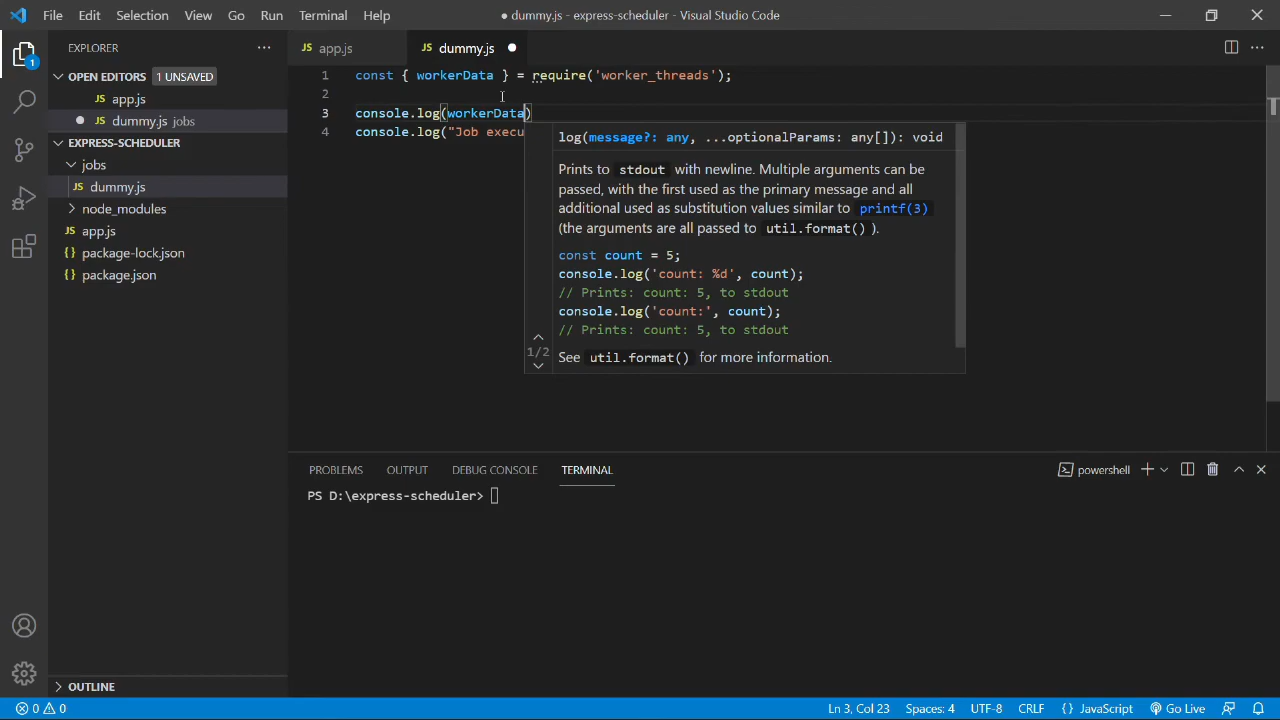 File Edit Selection View Go Run Terminal Help ● dummy.js - express-scheduler - Visual Studio Code
EXPLORER ···
JS app.js JS dummy.js ●
1
OPEN EDITORS 1 UNSAVED
JS app.js
● JS dummy.js jobs
EXPRESS-SCHEDULER
jobs
JS dummy.js
node_modules
JS app.js
{} package-lock.json
{} package.json
OUTLINE
1 const { workerData } = require('worker_threads');
2
3 console.log(workerData)
4 console.log("Job execu
log(message?: any, ...optionalParams: any[]): void
Prints to stdout with newline. Multiple arguments can be
passed, with the first used as the primary message and all
additional used as substitution values similar to printf(3)
(the arguments are all passed to util.format() ).
const count = 5;
console.log('count: %d', count);
// Prints: count: 5, to stdout
console.log('count:', count);
// Prints: count: 5, to stdout
1/2
See util.format() for more information.
PROBLEMS OUTPUT DEBUG CONSOLE TERMINAL powershell
PS D:\express-scheduler>
0 0 Ln 3, Col 23 Spaces: 4 UTF-8 CRLF {} JavaScript Go Live